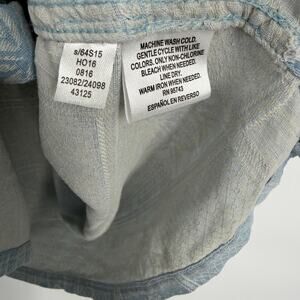 s/64S15
HO16
0816
23082/24098
43125
MACHINE WASH COLD.
GENTLE CYCLE WITH LIKE
COLORS. ONLY NON-CHLORINE
BLEACH WHEN NEEDED.
LINE DRY.
WARM IRON WHEN NEEDED.
RN 96743
ESPAÑOL EN REVERSO